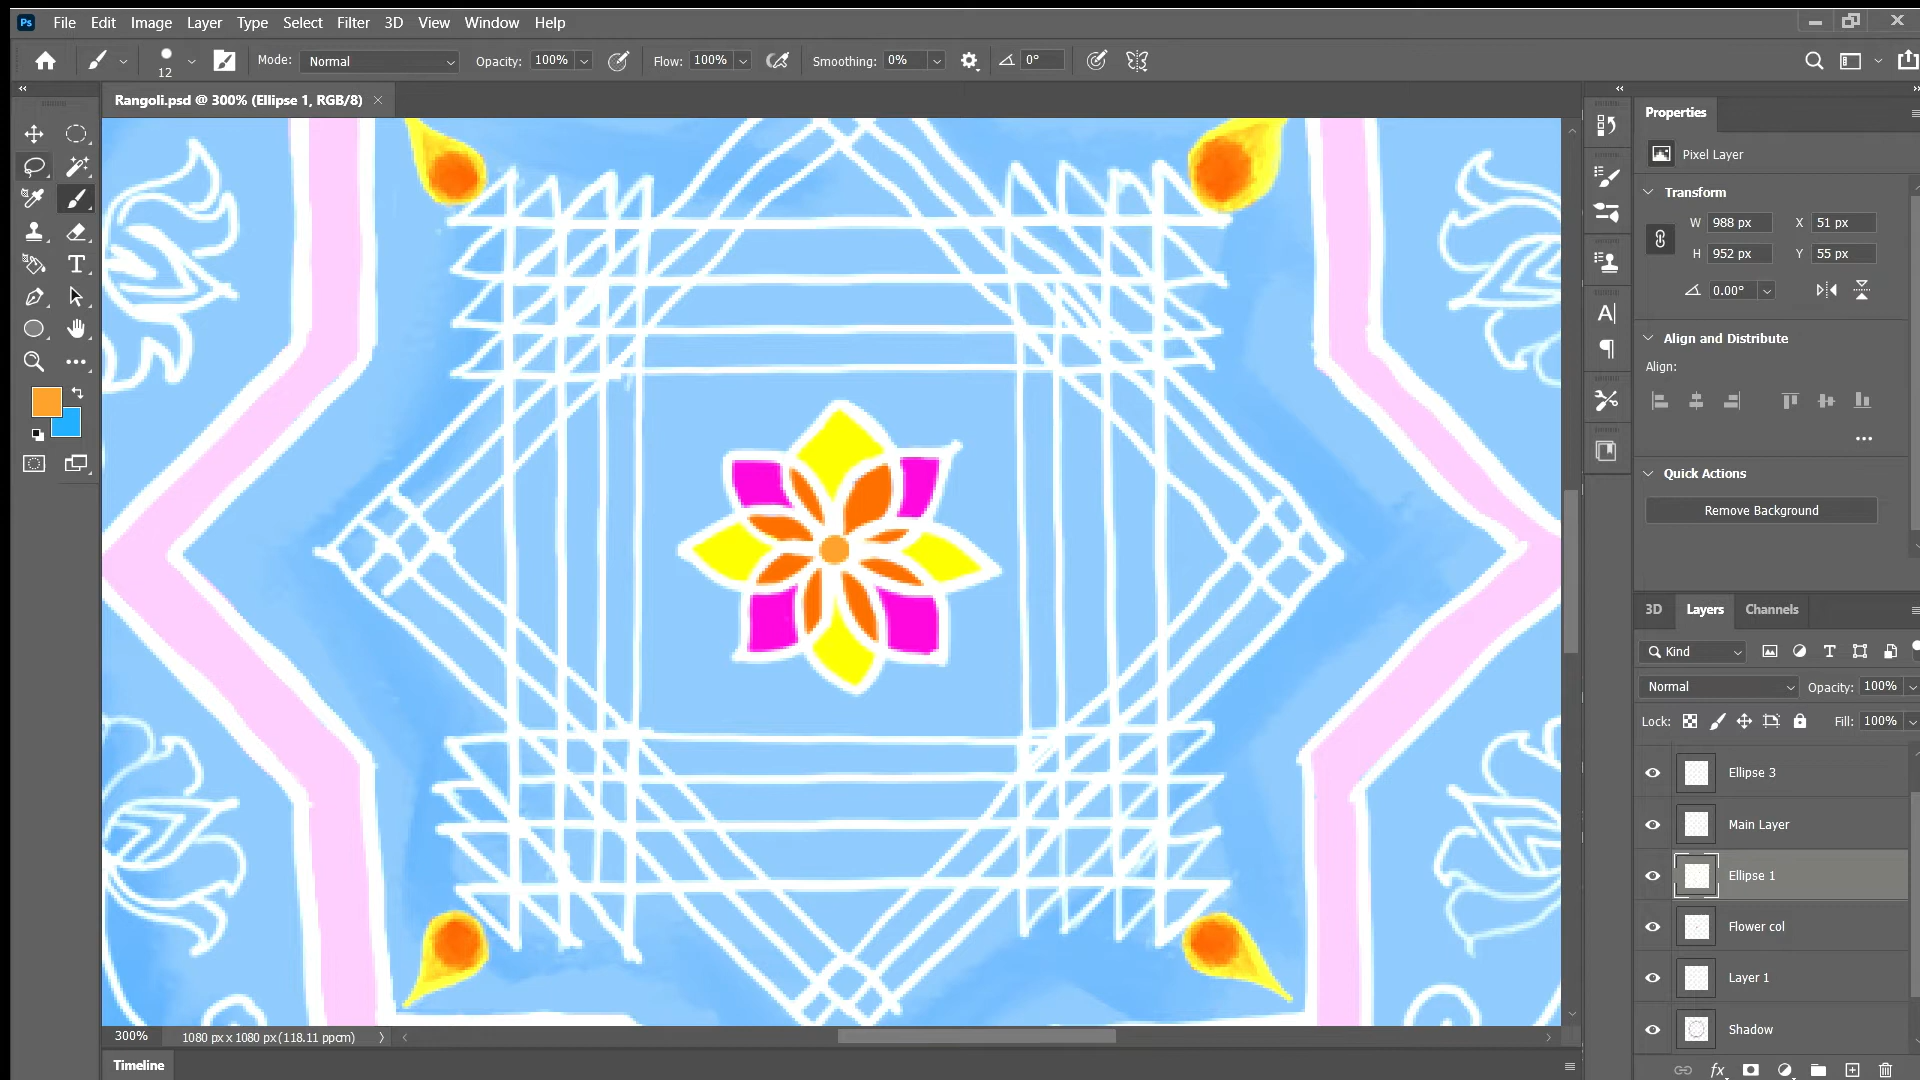 Ps File Edit Image Layer Type Select Filter 3D View Window Help
12 Mode: Normal Opacity: 100% Flow: 100% Smoothing: 0% 0°
Rangoli.psd @ 300% (Ellipse 1, RGB/8)
Properties
Pixel Layer
Transform
W 988 px X 51 px
H 952 px Y 55 px
0.00°
Align and Distribute
Align:
Quick Actions
Remove Background
3D Layers Channels
Kind
Normal Opacity: 100%
Lock: Fill: 100%
Ellipse 3
Main Layer
Ellipse 1
Flower col
Layer 1
Shadow
fx
300% 1080 px x 1080 px (118.11 ppcm)
Timeline